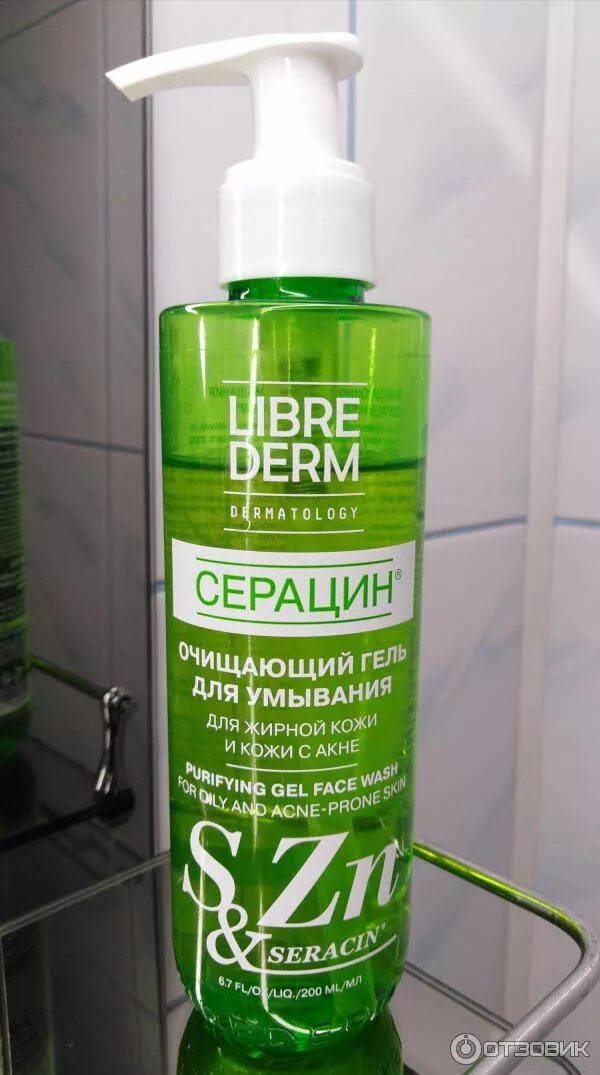 LIBRE
DERM
DERMATOLOGY
СЕРАЦИН®
ОЧИЩАЮЩИЙ ГЕЛЬ
ДЛЯ УМЫВАНИЯ
ДЛЯ ЖИРНОЙ КОЖИ
И КОЖИ С АКНЕ
PURIFYING GEL FACE WASH
FOR OILY AND ACNE-PRONE SKIN
S Zn
& SERACIN®
6.7 FL/OZ/LIQ./200 ML/МЛ
ОТЗОВИК